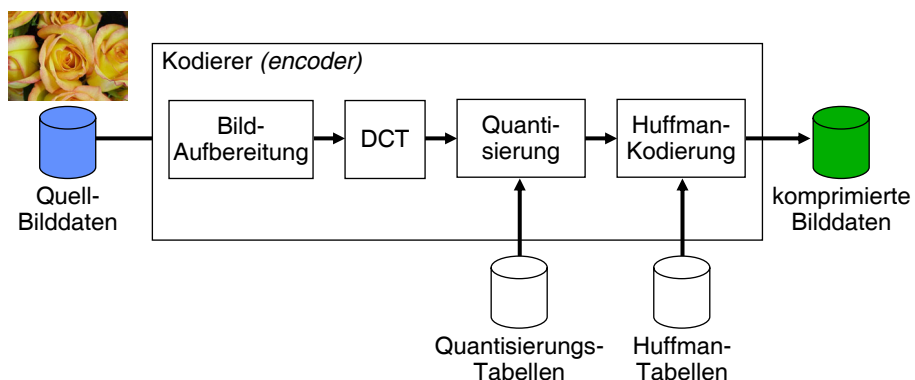 Kodierer (encoder)
Bild-
Aufbereitung
DCT
Quanti-
sierung
Huffman-
Kodierung
Quell-
Bilddaten
komprimierte
Bilddaten
Quantisierungs-
Tabellen
Huffman-
Tabellen